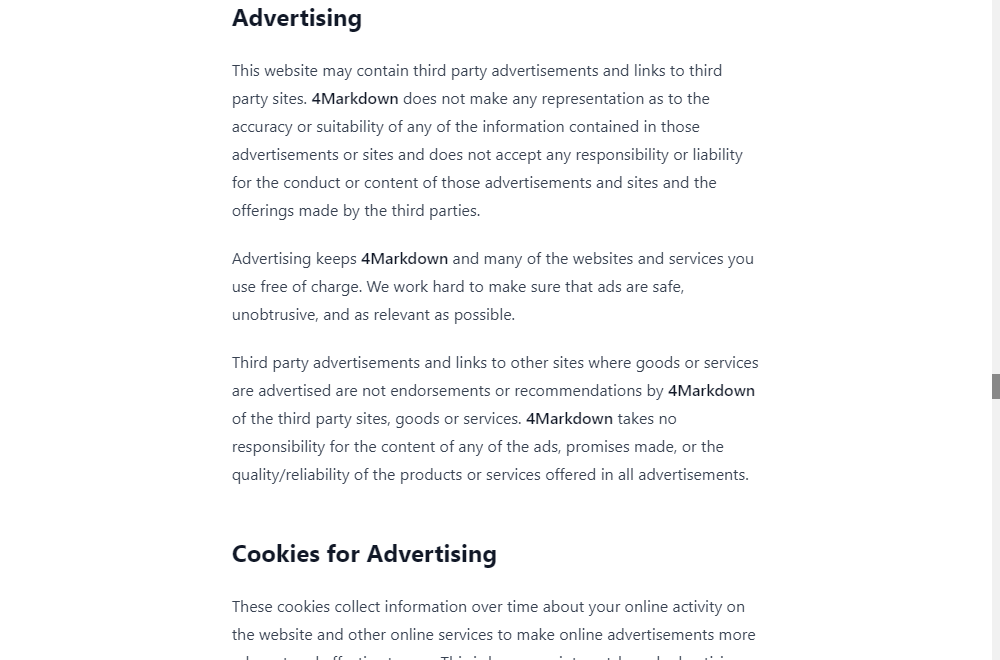 Advertising
This website may contain third party advertisements and links to third
party sites. 4Markdown does not make any representation as to the
accuracy or suitability of any of the information contained in those
advertisements or sites and does not accept any responsibility or liability
for the conduct or content of those advertisements and sites and the
offerings made by the third parties.
Advertising keeps 4Markdown and many of the websites and services you
use free of charge. We work hard to make sure that ads are safe,
unobtrusive, and as relevant as possible.
Third party advertisements and links to other sites where goods or services
are advertised are not endorsements or recommendations by 4Markdown
of the third party sites, goods or services. 4Markdown takes no
responsibility for the content of any of the ads, promises made, or the
quality/reliability of the products or services offered in all advertisements.
Cookies for Advertising
These cookies collect information over time about your online activity on
the website and other online services to make online advertisements more